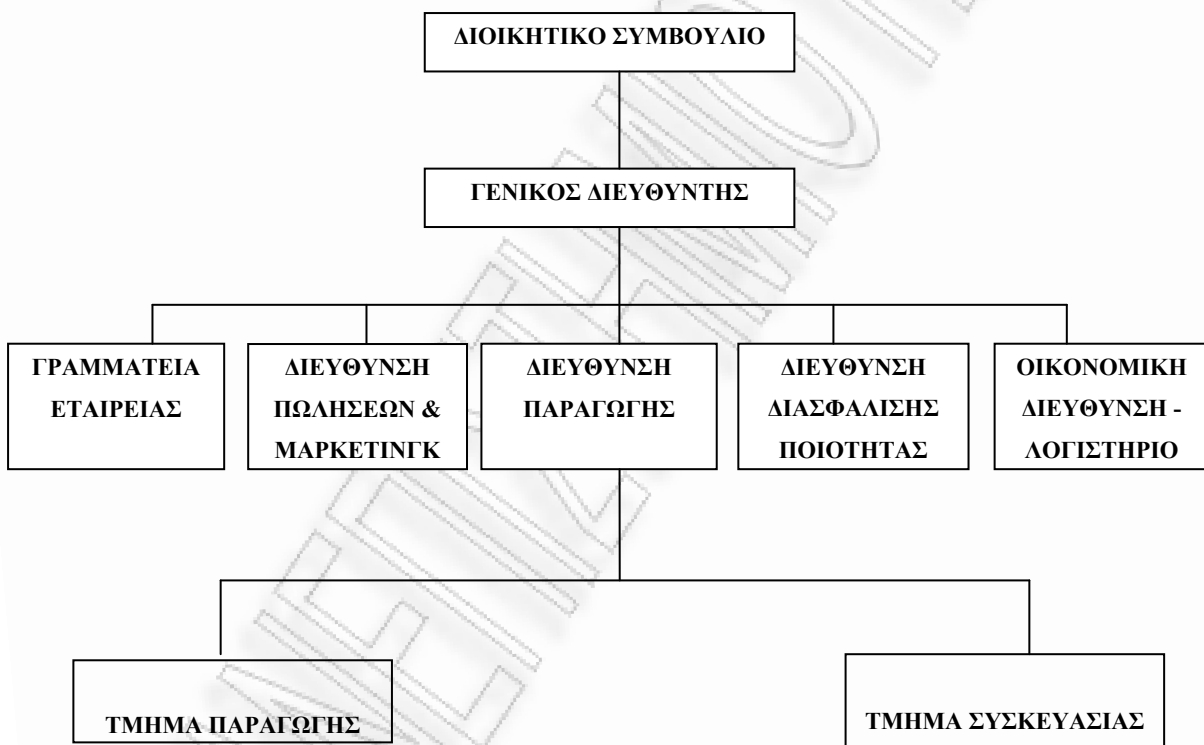 ΔΙΟΙΚΗΤΙΚΟ ΣΥΜΒΟΥΛΙΟ
ΓΕΝΙΚΟΣ ΔΙΕΥΘΥΝΤΗΣ
ΓΡΑΜΜΑΤΕΙΑ
ΕΤΑΙΡΕΙΑΣ
ΔΙΕΥΘΥΝΣΗ
ΠΩΛΗΣΕΩΝ &
ΜΑΡΚΕΤΙΝΓΚ
ΔΙΕΥΘΥΝΣΗ
ΠΑΡΑΓΩΓΗΣ
ΔΙΕΥΘΥΝΣΗ
ΔΙΑΣΦΑΛΙΣΗΣ
ΠΟΙΟΤΗΤΑΣ
ΟΙΚΟΝΟΜΙΚΗ
ΔΙΕΥΘΥΝΣΗ -
ΛΟΓΙΣΤΗΡΙΟ
ΤΜΗΜΑ ΠΑΡΑΓΩΓΗΣ
ΤΜΗΜΑ ΣΥΣΚΕΥΑΣΙΑΣ